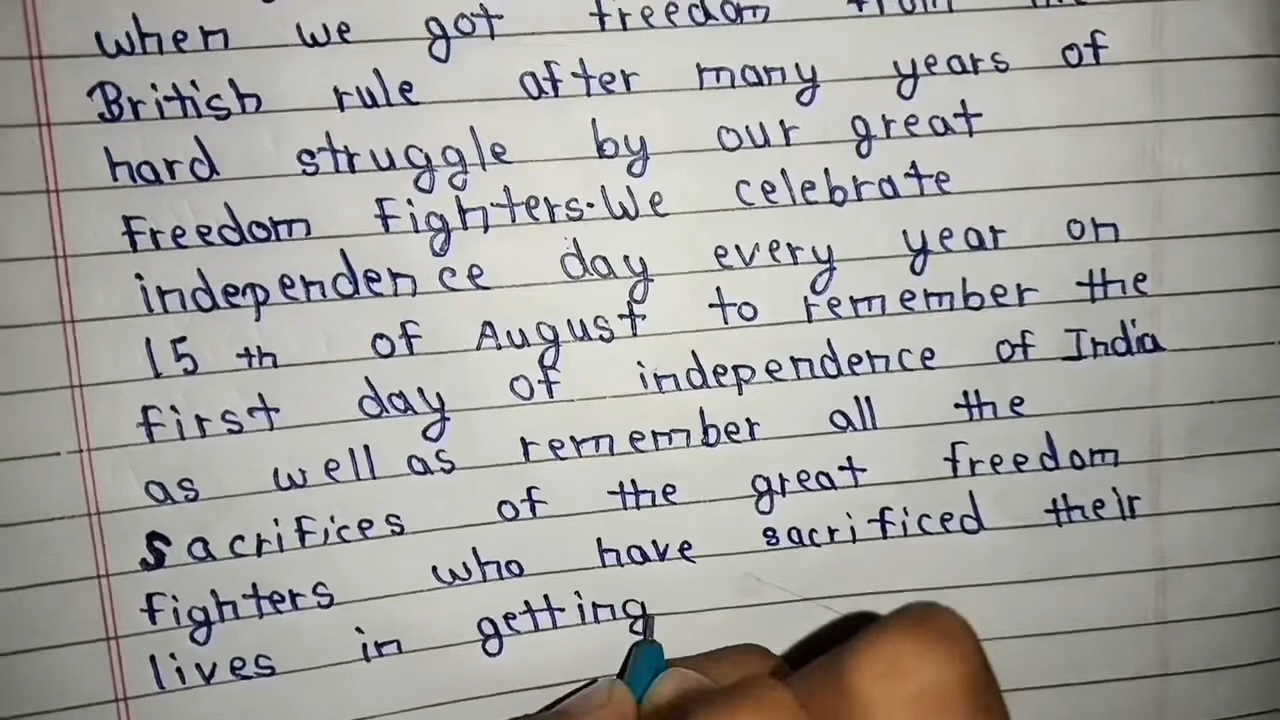 when we got freedom from
British rule after many years of
hard struggle by our great
Freedom Fighters. We celebrate
independence day every year on
15 th of August to remember the
first day of independence of India
as well as remember all the
sacrifices of the great freedom
fighters who have sacrificed their
lives in getting